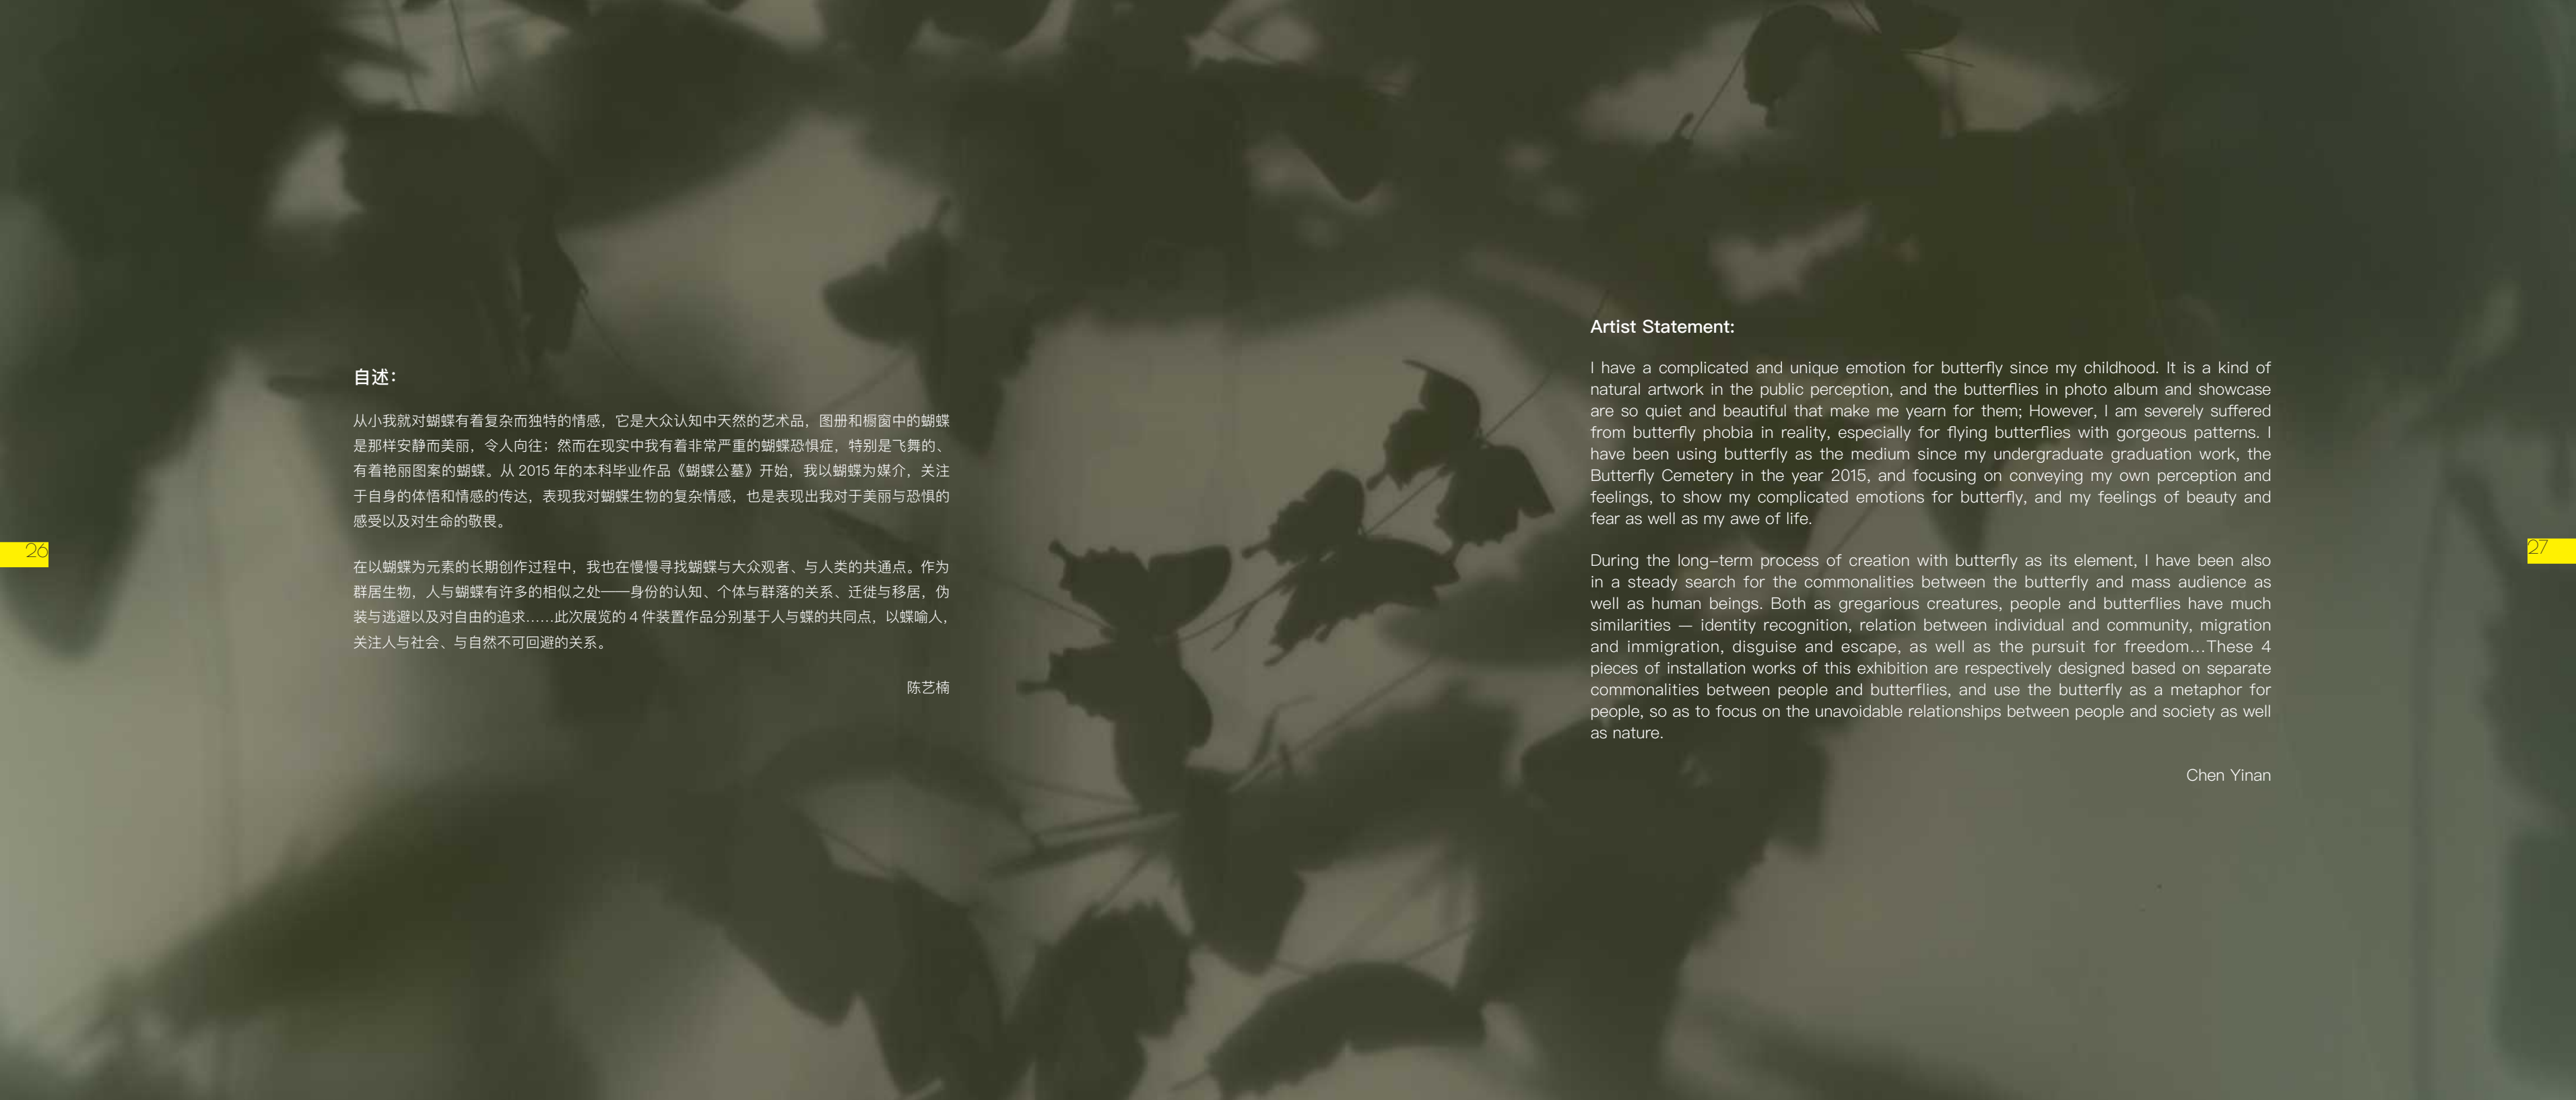 自述：
从小我就对蝴蝶有着复杂而独特的情感，它是大众认知中天然的艺术品，图册和橱窗中的蝴蝶
是那样安静而美丽，令人向往；然而在现实中我有着非常严重的蝴蝶恐惧症，特别是飞舞的、
有着艳丽图案的蝴蝶。从 2015 年的本科毕业作品《蝴蝶公墓》开始，我以蝴蝶为媒介，关注
于自身的体悟和情感的传达，表现我对蝴蝶生物的复杂情感，也是表现出我对于美丽与恐惧的
感受以及对生命的敬畏。
在以蝴蝶为元素的长期创作过程中，我也在慢慢寻找蝴蝶与大众观者、与人类的共通点。作为
群居生物，人与蝴蝶有许多的相似之处——身份的认知、个体与群落的关系、迁徙与移居，伪
装与逃避以及对自由的追求……此次展览的 4 件装置作品分别基于人与蝶的共同点，以蝶喻人，
关注人与社会、与自然不可回避的关系。
陈艺楠
26
Artist Statement:
I have a complicated and unique emotion for butterfly since my childhood. It is a kind of
natural artwork in the public perception, and the butterflies in photo album and showcase
are so quiet and beautiful that make me yearn for them; However, I am severely suffered
from butterfly phobia in reality, especially for flying butterflies with gorgeous patterns. I
have been using butterfly as the medium since my undergraduate graduation work, the
Butterfly Cemetery in the year 2015, and focusing on conveying my own perception and
feelings, to show my complicated emotions for butterfly, and my feelings of beauty and
fear as well as my awe of life.
During the long-term process of creation with butterfly as its element, I have been also
in a steady search for the commonalities between the butterfly and mass audience as
well as human beings. Both as gregarious creatures, people and butterflies have much
similarities — identity recognition, relation between individual and community, migration
and immigration, disguise and escape, as well as the pursuit for freedom...These 4
pieces of installation works of this exhibition are respectively designed based on separate
commonalities between people and butterflies, and use the butterfly as a metaphor for
people, so as to focus on the unavoidable relationships between people and society as well
as nature.
Chen Yinan
27